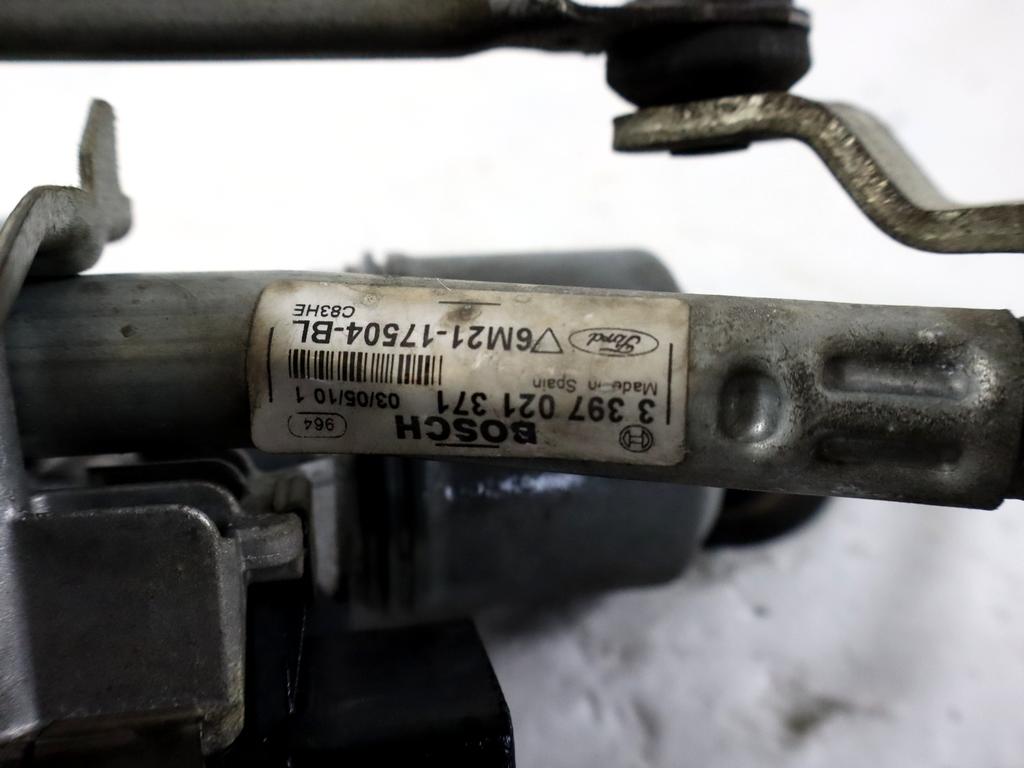 BOSCH
964
3 397 021 371
03/05/10 1
Made in Spain
Ford
6M21-17504-BL
C83HE